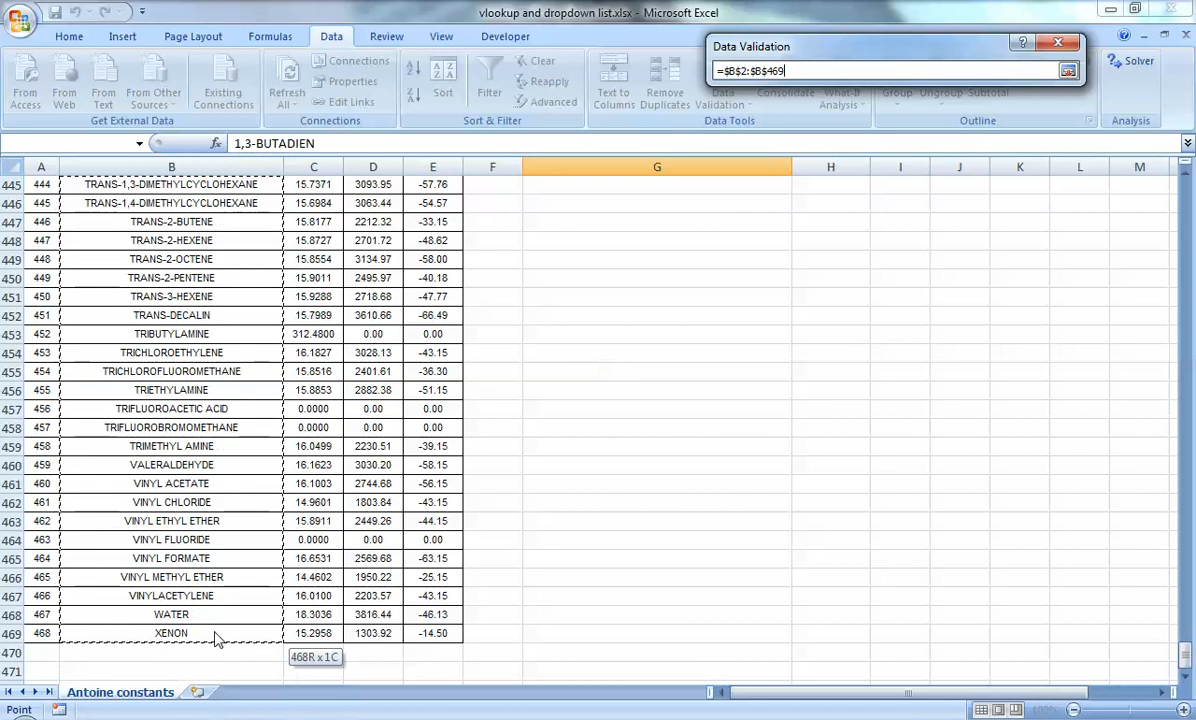 vlookup and dropdown list.xlsx - Microsoft Excel
Home Insert Page Layout Formulas Data Review View Developer
Data Validation
=$B$2:$B$469
From Access
From Web
From Text
From Other Sources
Existing Connections
Get External Data
Refresh All
Connections
Properties
Edit Links
Connections
Sort
Filter
Clear
Reapply
Advanced
Sort & Filter
Text to Columns
Remove Duplicates
Data Validation
Consolidate
What-If Analysis
Data Tools
Group Ungroup Subtotal
Outline
Solver
Analysis
fx 1,3-BUTADIEN
A B C D E F G H I J K L M
445 444 TRANS-1,3-DIMETHYLCYCLOHEXANE 15.7371 3093.95 -57.76
446 445 TRANS-1,4-DIMETHYLCYCLOHEXANE 15.6984 3063.44 -54.57
447 446 TRANS-2-BUTENE 15.8177 2212.32 -33.15
448 447 TRANS-2-HEXENE 15.8727 2701.72 -48.62
449 448 TRANS-2-OCTENE 15.8554 3134.97 -58.00
450 449 TRANS-2-PENTENE 15.9011 2495.97 -40.18
451 450 TRANS-3-HEXENE 15.9288 2718.68 -47.77
452 451 TRANS-DECALIN 15.7989 3610.66 -66.49
453 452 TRIBUTYLAMINE 312.4800 0.00 0.00
454 453 TRICHLOROETHYLENE 16.1827 3028.13 -43.15
455 454 TRICHLOROFLUOROMETHANE 15.8516 2401.61 -36.30
456 455 TRIETHYLAMINE 15.8853 2882.38 -51.15
457 456 TRIFLUOROACETIC ACID 0.0000 0.00 0.00
458 457 TRIFLUOROBROMOMETHANE 0.0000 0.00 0.00
459 458 TRIMETHYL AMINE 16.0499 2230.51 -39.15
460 459 VALERALDEHYDE 16.1623 3030.20 -58.15
461 460 VINYL ACETATE 16.1003 2744.68 -56.15
462 461 VINYL CHLORIDE 14.9601 1803.84 -43.15
463 462 VINYL ETHYL ETHER 15.8911 2449.26 -44.15
464 463 VINYL FLUORIDE 0.0000 0.00 0.00
465 464 VINYL FORMATE 16.6531 2569.68 -63.15
466 465 VINYL METHYL ETHER 14.4602 1950.22 -25.15
467 466 VINYLACETYLENE 16.0100 2203.57 -43.15
468 467 WATER 18.3036 3816.44 -46.13
469 468 XENON 15.2958 1303.92 -14.50
470
468R x 1C
471
Antoine constants
Point
100%